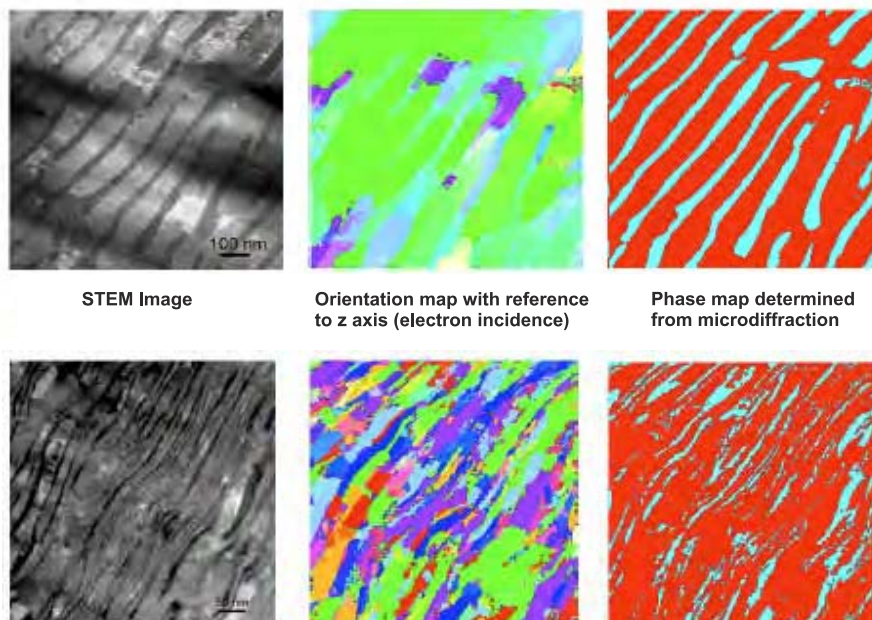 100 nm
STEM Image
Orientation map with reference
to z axis (electron incidence)
Phase map determined
from microdiffraction